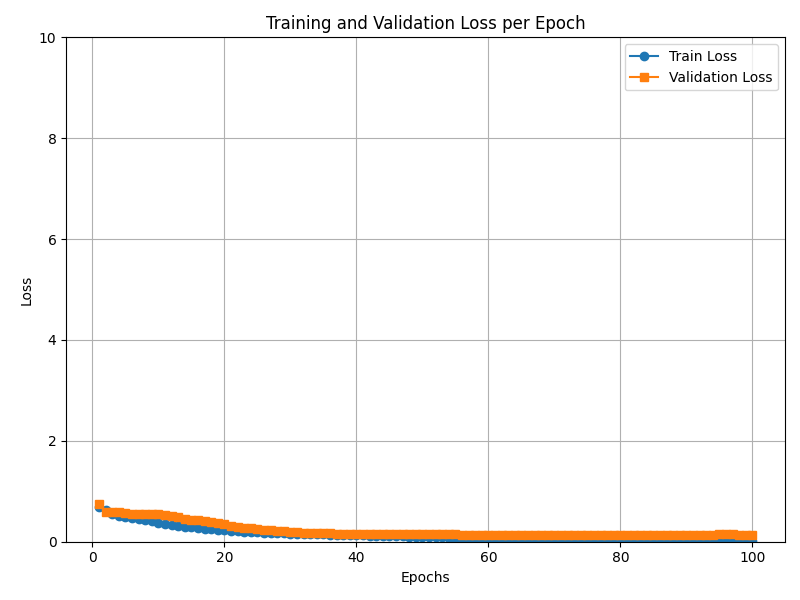 Training and Validation Loss per Epoch
Train Loss
Validation Loss
Loss
10
8
6
4
2
0
0 20 40 60 80 100
Epochs